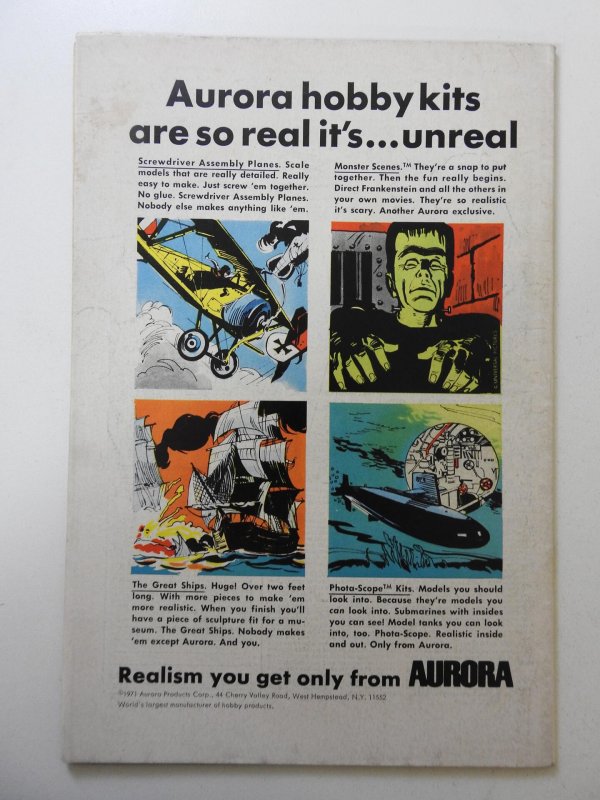 Aurora hobby kits
are so real it's...unreal
Screwdriver Assembly Planes. Scale
models that are really detailed. Really
easy to make. Just screw 'em together.
No glue. Screwdriver Assembly Planes.
Nobody else makes anything like 'em.
Monster Scenes.™ They're a snap to put
together. Then the fun really begins.
Direct Frankenstein and all the others in
your own movies. They're so realistic
it's scary. Another Aurora exclusive.
The Great Ships. Huge! Over two feet
long. With more pieces to make 'em
more realistic. When you finish you'll
have a piece of sculpture fit for a mu-
seum. The Great Ships. Nobody makes
'em except Aurora. And you.
Phota-Scope™ Kits. Models you should
look into. Because they're models you
can look into. Submarines with insides
you can see! Model tanks you can look
into, too. Phota-Scope. Realistic inside
and out. Only from Aurora.
Realism you get only from AURORA
©1971 Aurora Products Corp., 44 Cherry Valley Road, West Hempstead, N.Y. 11552
World's largest manufacturer of hobby products.